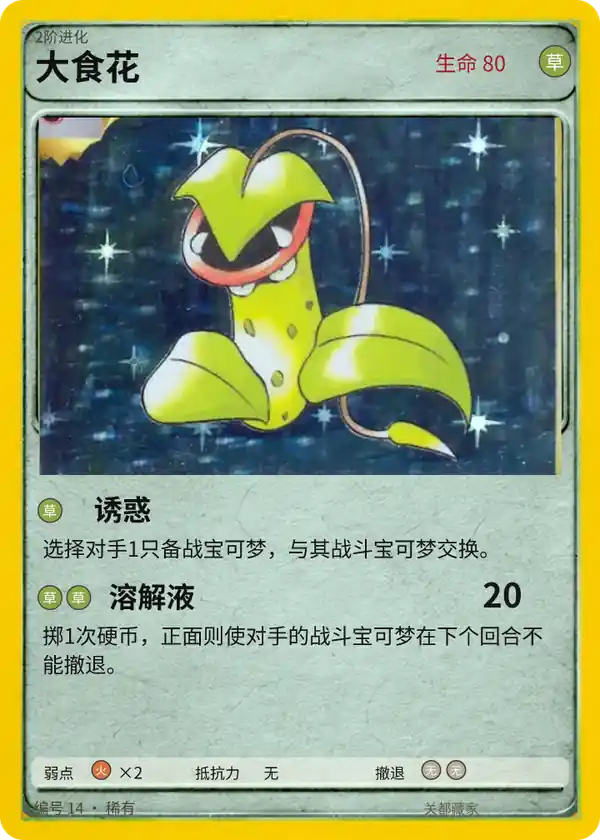 2阶进化
大食花 生命 80 草
草 诱惑
选择对手1只备战宝可梦，与其战斗宝可梦交换。
草 草 溶解液 20
掷1次硬币，正面则使对手的战斗宝可梦在下个回合不
能撤退。
弱点 火 ×2 抵抗力 无 撤退 无 无
编号 14 · 稀有 关都藏家